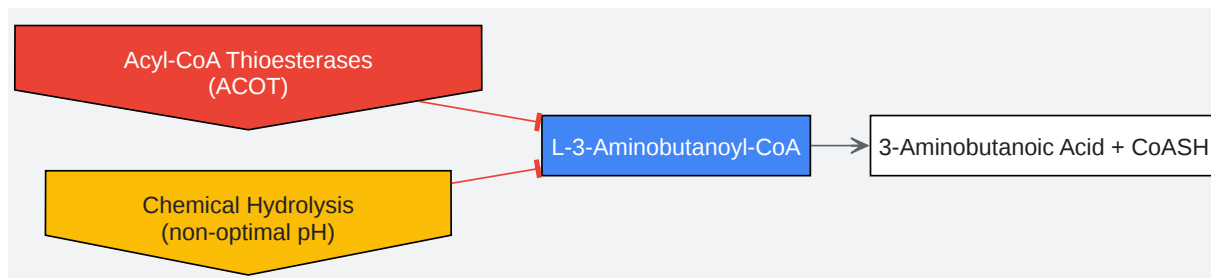 Acyl-CoA Thioesterases
(ACOT)
L-3-Aminobutanoyl-CoA
3-Aminobutanoic Acid + CoASH
Chemical Hydrolysis
(non-optimal pH)